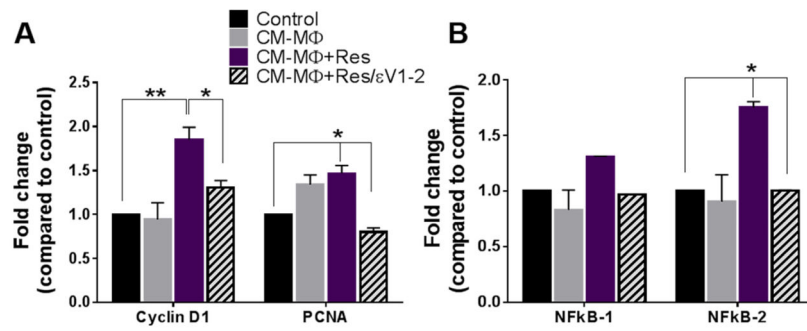 Control
CM-MΦ
CM-MΦ+Res
CM-MΦ+Res/εV1-2
A
Fold change
(compared to control)
2.5
2.0
1.5
1.0
0.5
0.0
**
*
*
Cyclin D1
PCNA
B
Fold change
(compared to control)
2.0
1.5
1.0
0.5
0.0
*
NFkB-1
NFkB-2